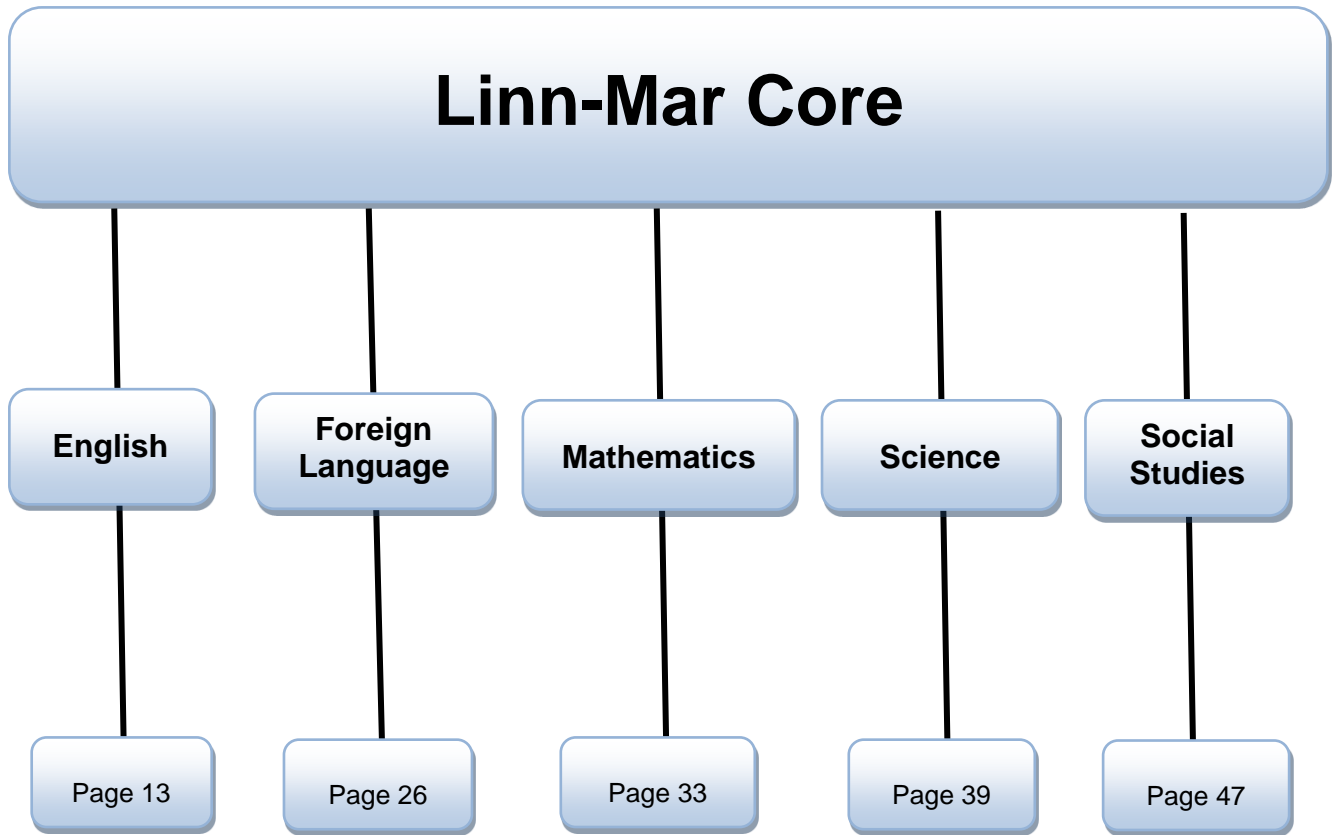 Linn-Mar Core
English
Foreign
Language
Mathematics
Science
Social
Studies
Page 13
Page 26
Page 33
Page 39
Page 47